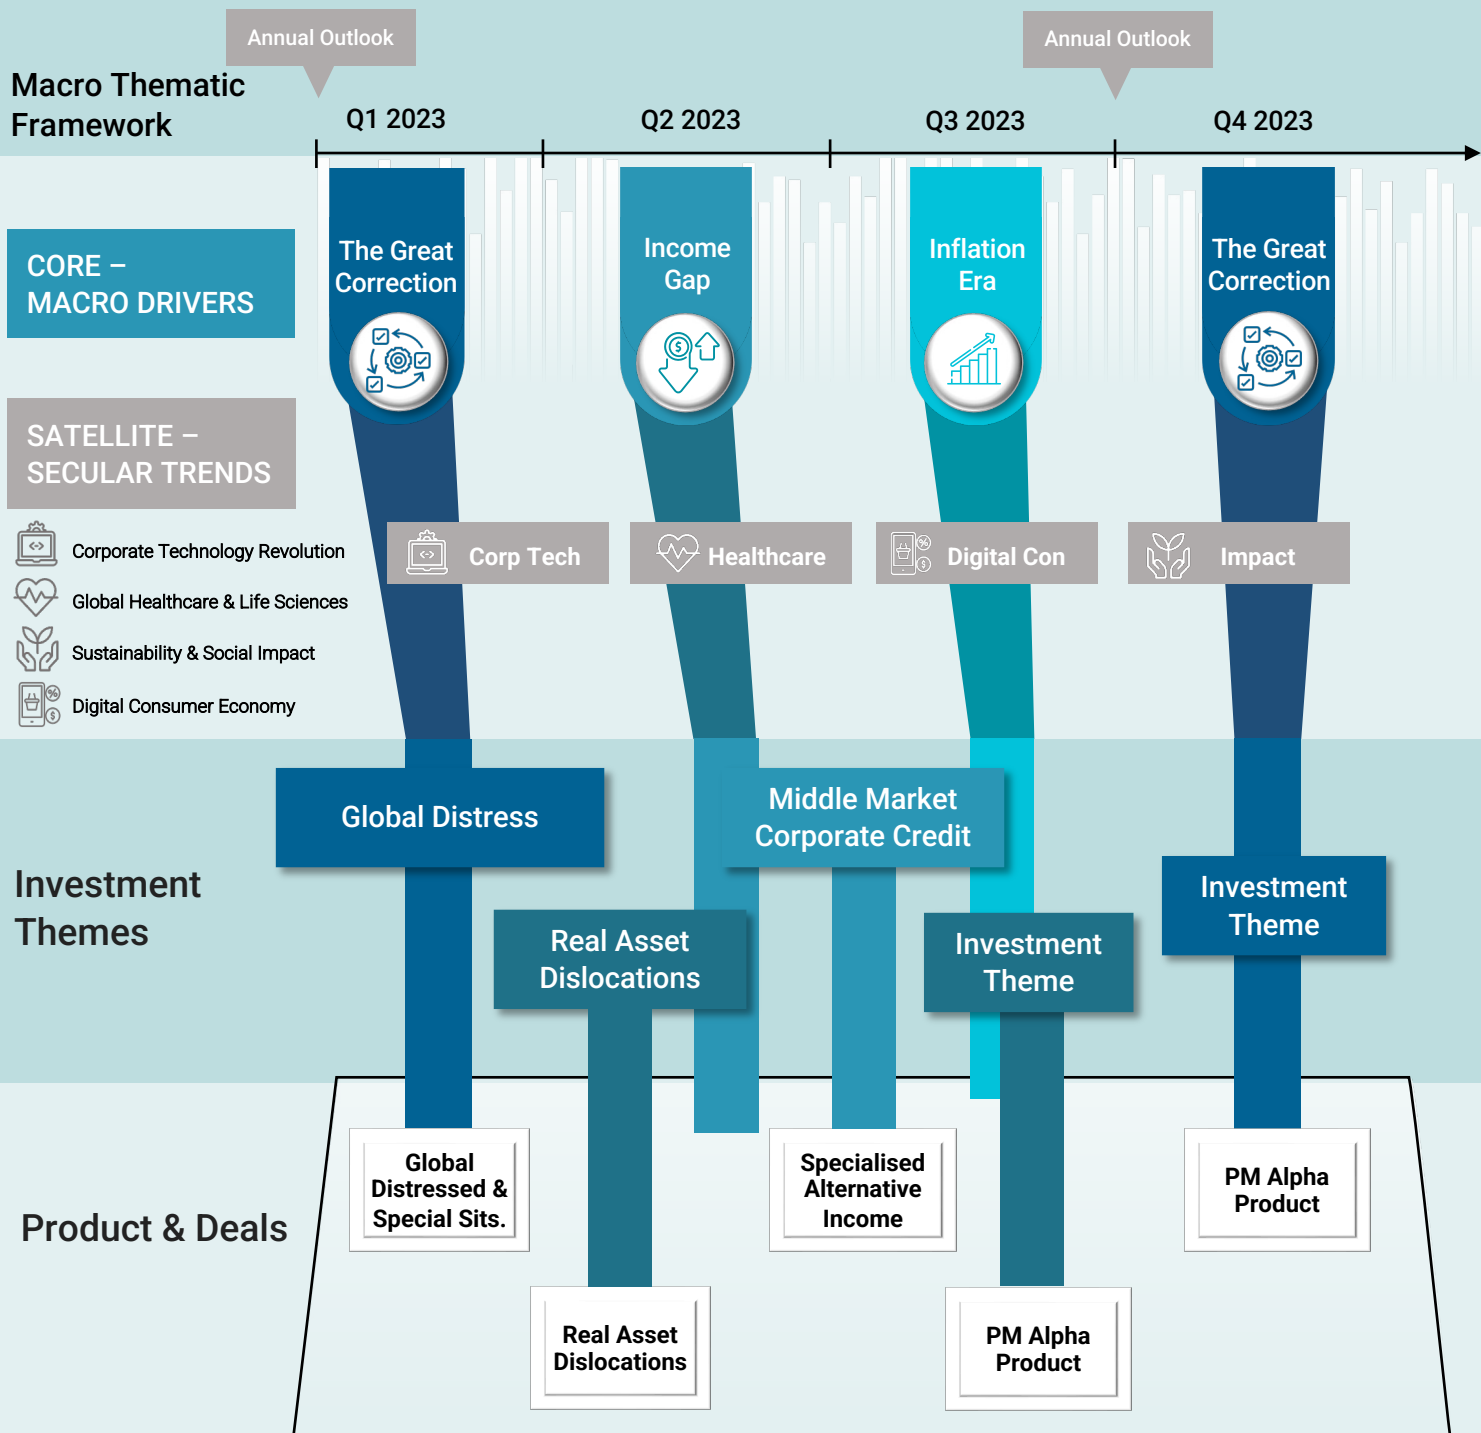 Annual Outlook
Annual Outlook
Macro Thematic
Framework
Q1 2023
Q2 2023
Q3 2023
Q4 2023
CORE –
MACRO DRIVERS
The Great
Correction
Income
Gap
$
Inflation
Era
The Great
Correction
SATELLITE –
SECULAR TRENDS
Corporate Technology Revolution
Global Healthcare & Life Sciences
Sustainability & Social Impact
%
$
Digital Consumer Economy
Corp Tech
Healthcare
%
$
Digital Con
Impact
Investment
Themes
Global Distress
Middle Market
Corporate Credit
Real Asset
Dislocations
Investment
Theme
Investment
Theme
Product & Deals
Global
Distressed &
Special Sits.
Specialised
Alternative
Income
PM Alpha
Product
Real Asset
Dislocations
PM Alpha
Product